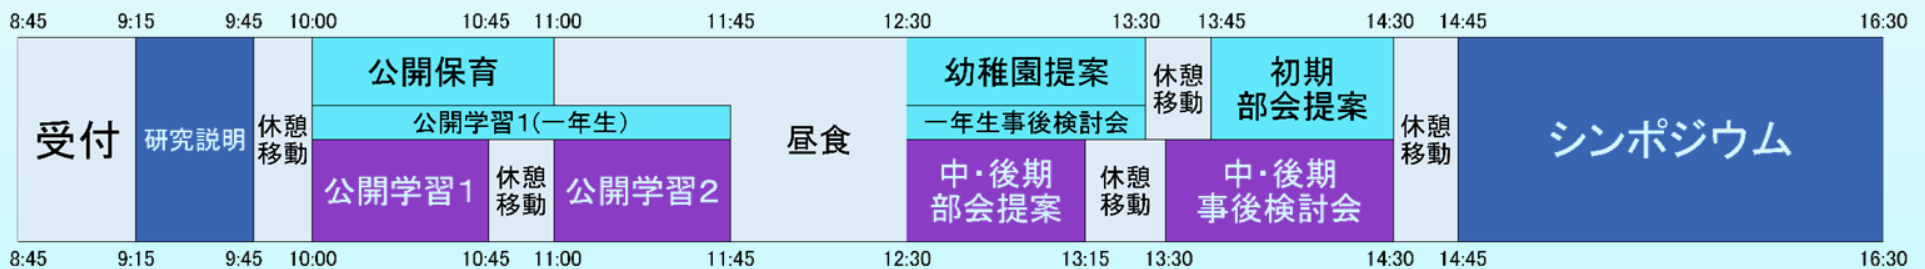 8:45 9:15 9:45 10:00 10:45 11:00 11:45 12:30 13:30 13:45 14:30 14:45 16:30
受付
研究説明
休憩
移動
公開保育
公開学習1(一年生)
公開学習1
休憩
移動
公開学習2
昼食
幼稚園提案
一年生事後検討会
中・後期
部会提案
休憩
移動
休憩
移動
初期
部会提案
中・後期
事後検討会
休憩
移動
シンポジウム
8:45 9:15 9:45 10:00 10:45 11:00 11:45 12:30 13:15 13:30 14:30 14:45 16:30